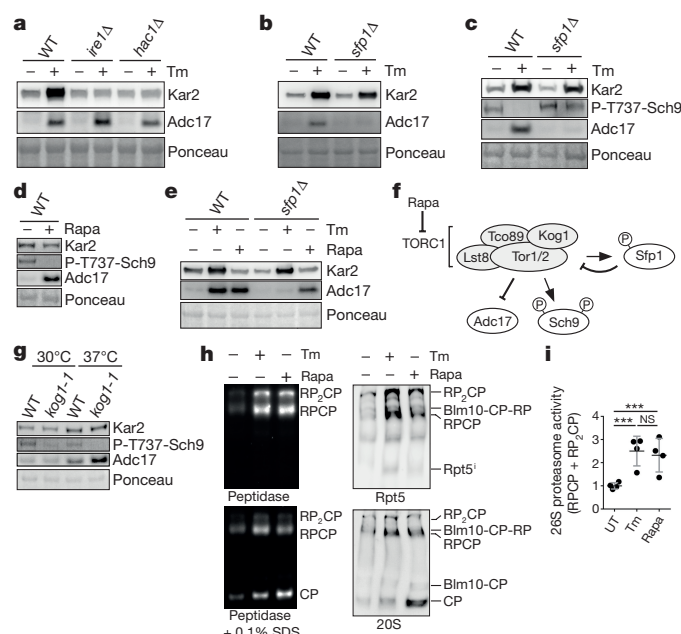 a
WT ire1Δ hac1Δ
– + – + – + Tm
Kar2
Adc17
Ponceau
b
WT sfp1Δ
– + – + Tm
Kar2
Adc17
Ponceau
c
WT sfp1Δ
– + – + Tm
Kar2
P-T737-Sch9
Adc17
Ponceau
d
WT
– + Rapa
Kar2
P-T737-Sch9
Adc17
Ponceau
e
WT sfp1Δ
– + – – + – Tm
– – + – – + Rapa
Kar2
Adc17
Ponceau
f
Rapa
TORC1
Tco89 Kog1
Lst8 Tor1/2
P
Sfp1
Adc17
P P
Sch9
g
30°C 37°C
WT kog1-1 WT kog1-1
Kar2
P-T737-Sch9
Adc17
Ponceau
h
– + – – + – Tm
– – + – – + Rapa
RP2CP
RPCP
Peptidase
RP2CP
Blm10-CP-RP
RPCP
Rpt5i
Rpt5
RP2CP
RPCP
CP
Peptidase
+ 0.1% SDS
RP2CP
Blm10-CP-RP
RPCP
Blm10-CP
CP
20S
i
26S proteasome activity
(RPCP + RP2CP)
***
*** NS
4
3
2
1
0
UT Tm Rapa